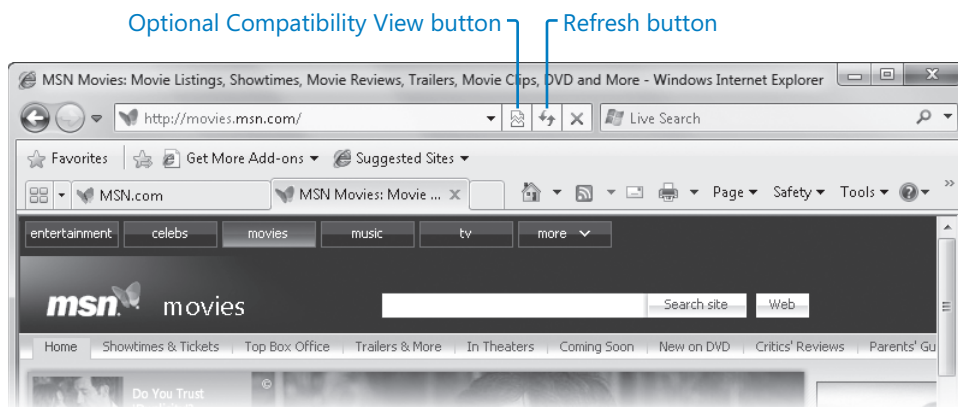 Optional Compatibility View button
Refresh button
MSN Movies: Movie Listings, Showtimes, Movie Reviews, Trailers, Movie Clips, DVD and More - Windows Internet Explorer
http://movies.msn.com/
Live Search
Favorites
Get More Add-ons
Suggested Sites
MSN.com
MSN Movies: Movie ...
Page
Safety
Tools
entertainment
celebs
movies
music
tv
more
msn movies
Search site
Web
Home
Showtimes & Tickets
Top Box Office
Trailers & More
In Theaters
Coming Soon
New on DVD
Critics' Reviews
Parents' Gu
Do You Trust